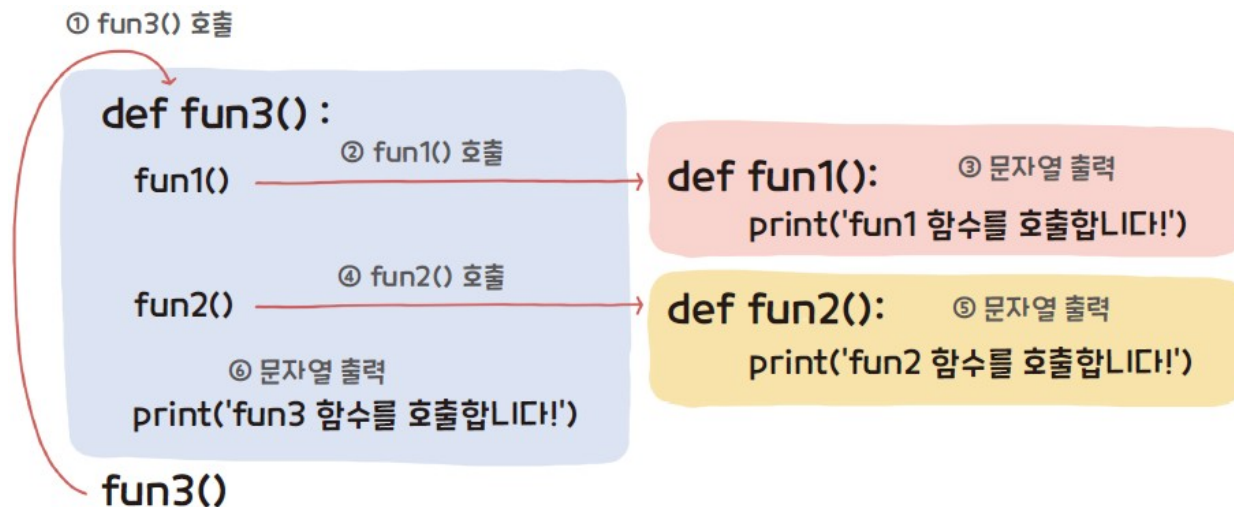 ① fun3() 호출
def fun3() :
② fun1() 호출
fun1()
def fun1(): ③ 문자열 출력
print('fun1 함수를 호출합니다!')
④ fun2() 호출
fun2()
def fun2(): ⑤ 문자열 출력
print('fun2 함수를 호출합니다!')
⑥ 문자열 출력
print('fun3 함수를 호출합니다!')
fun3()